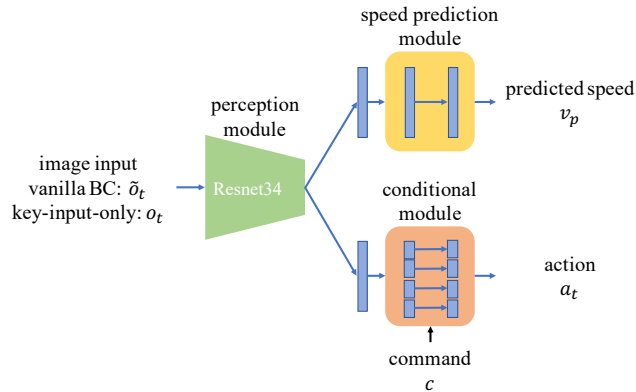 speed prediction
module
predicted speed
v_p
perception
module
Resnet34
image input
vanilla BC: õ_t
key-input-only: o_t
conditional
module
action
a_t
command
c